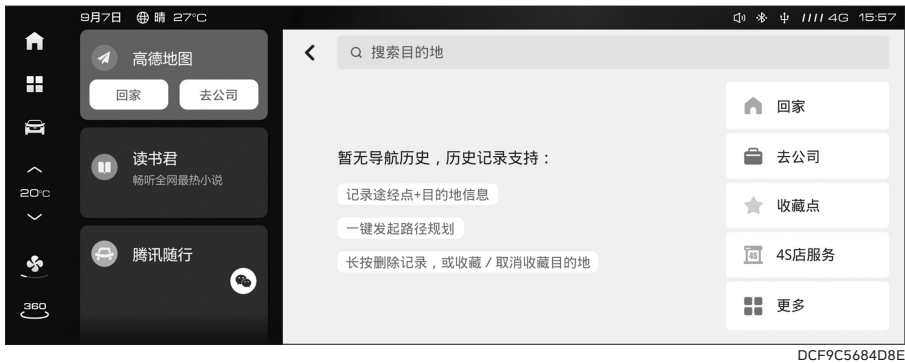 9月7日 晴 27°C
4G 15:57
20°C
360
高德地图
回家 去公司
读书君
畅听全网最热小说
腾讯随行
搜索目的地
暂无导航历史，历史记录支持：
记录途经点+目的地信息
一键发起路径规划
长按删除记录，或收藏/取消收藏目的地
回家
去公司
收藏点
4S
4S店服务
更多
DCF9C5684D8E